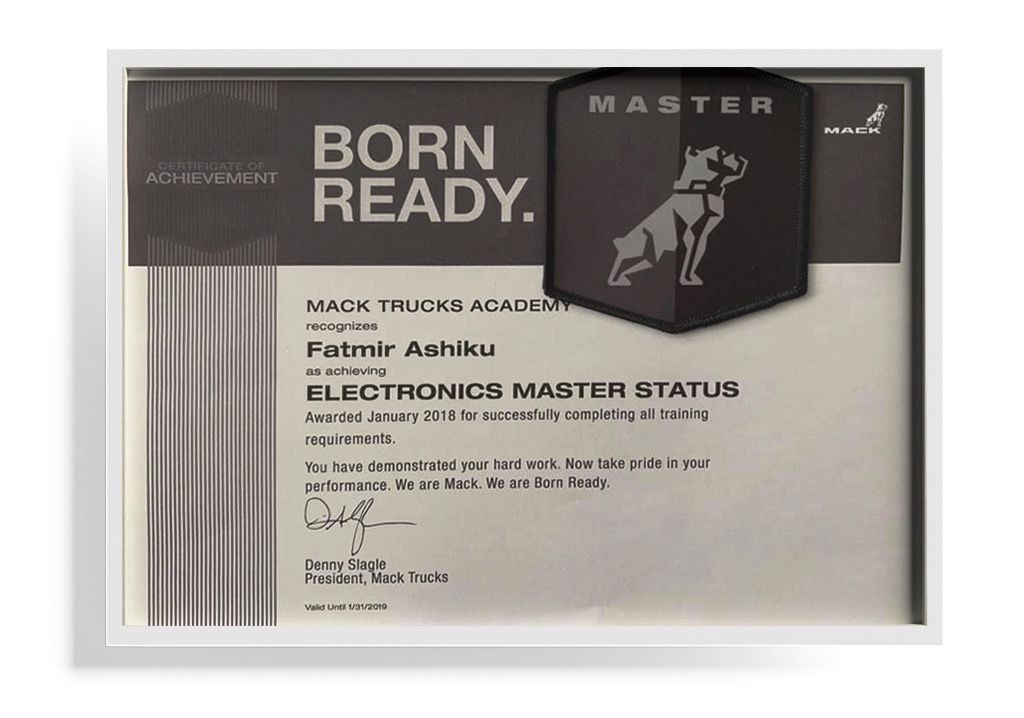 CERTIFICATE OF
ACHIEVEMENT
BORN
READY.
MASTER
MACK
MACK TRUCKS ACADEMY
recognizes
Fatmir Ashiku
as achieving
ELECTRONICS MASTER STATUS
Awarded January 2018 for successfully completing all training
requirements.
You have demonstrated your hard work. Now take pride in your
performance. We are Mack. We are Born Ready.
Denny Slagle
President, Mack Trucks
Valid Until 1/31/2019